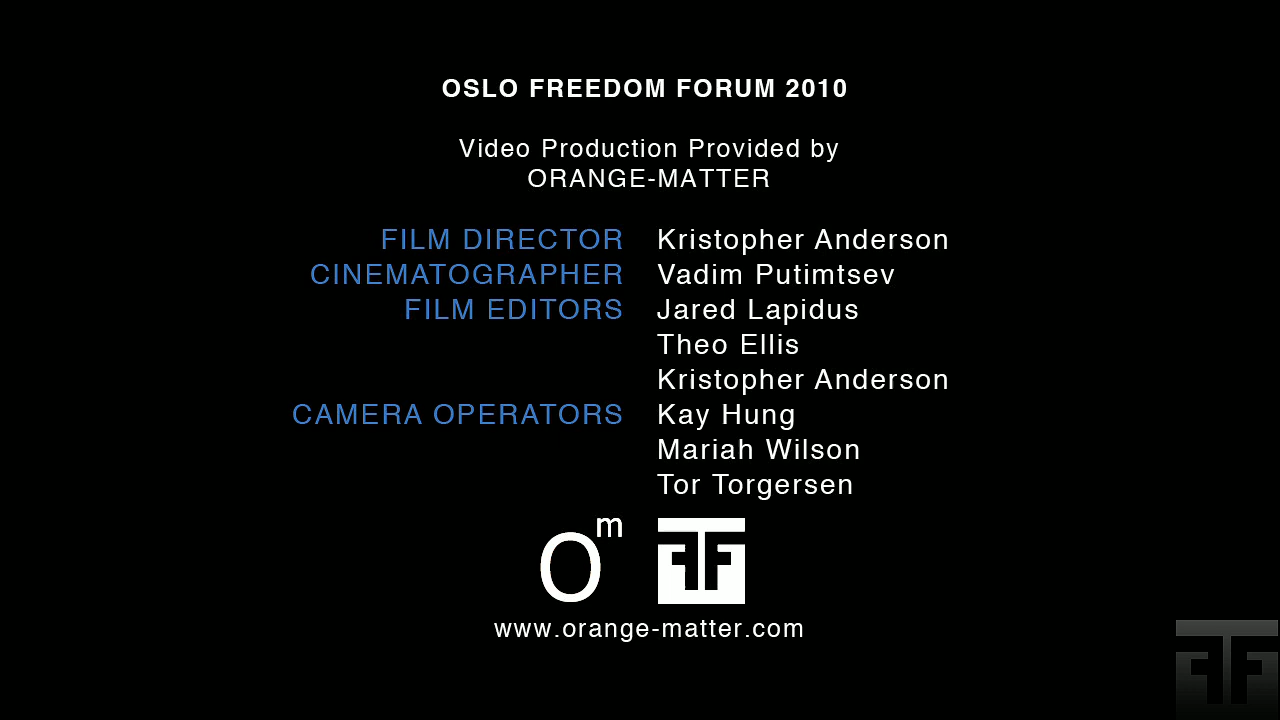 OSLO FREEDOM FORUM 2010
Video Production Provided by
ORANGE-MATTER
FILM DIRECTOR Kristopher Anderson
CINEMATOGRAPHER Vadim Putimtsev
FILM EDITORS Jared Lapidus
Theo Ellis
Kristopher Anderson
CAMERA OPERATORS Kay Hung
Mariah Wilson
Tor Torgersen
Om
www.orange-matter.com